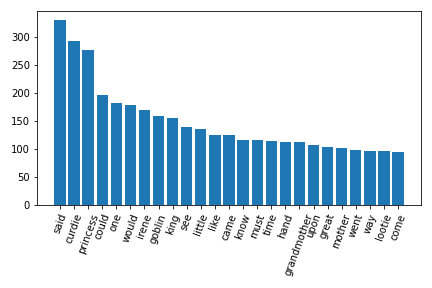 300
250
200
150
100
50
0
said
curdie
princess
could
one
would
irene
goblin
king
see
little
like
came
know
must
time
hand
grandmother
upon
great
mother
went
way
lootie
come